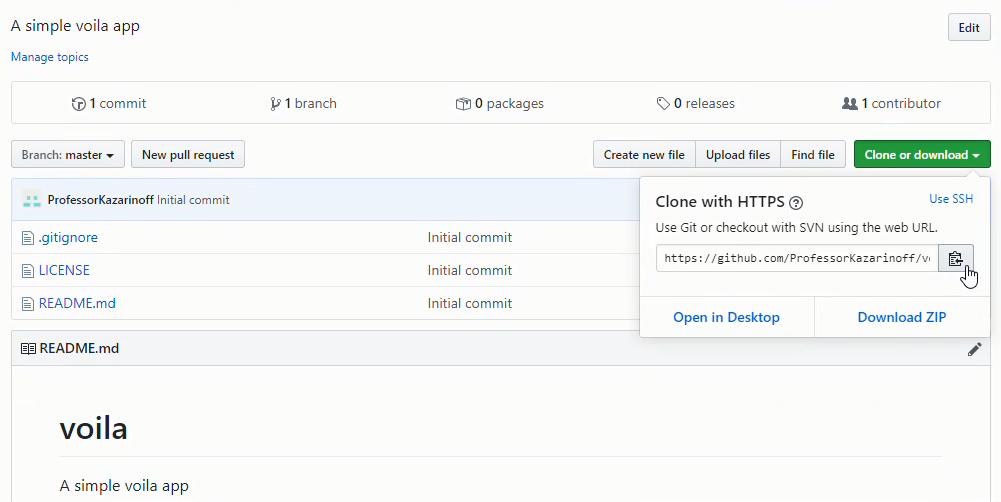 A simple voila app
Edit
Manage topics
1 commit 1 branch 0 packages 0 releases 1 contributor
Branch: master New pull request Create new file Upload files Find file Clone or download
ProfessorKazarinoff Initial commit
Clone with HTTPS ? Use SSH
Use Git or checkout with SVN using the web URL.
.gitignore Initial commit
https://github.com/ProfessorKazarinoff/v
LICENSE Initial commit
README.md Initial commit
Open in Desktop Download ZIP
README.md
voila
A simple voila app